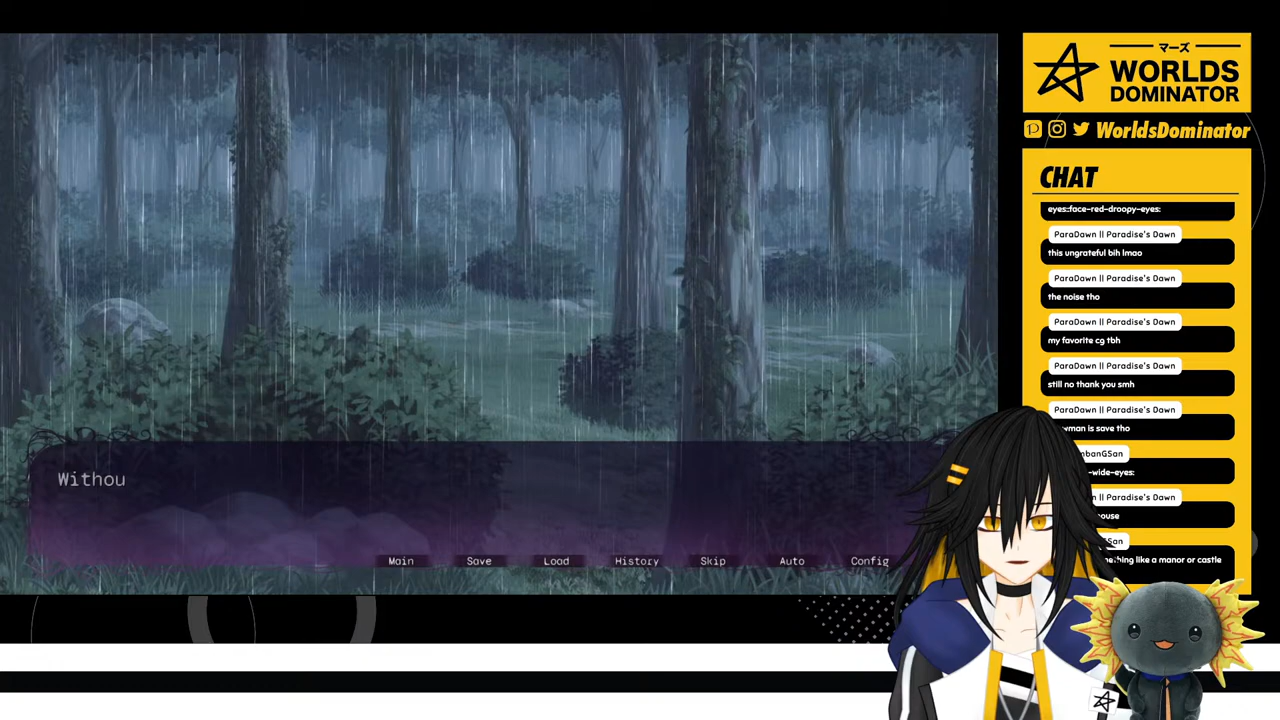 マーズ
WORLDS
DOMINATOR
WorldsDominator
CHAT
eyes::face-red-droopy-eyes:
ParaDawn || Paradise's Dawn
this ungrateful bih lmao
ParaDawn || Paradise's Dawn
the noise tho
ParaDawn || Paradise's Dawn
my favorite cg tbh
ParaDawn || Paradise's Dawn
still no thank you smh
ParaDawn || Paradise's Dawn
is save tho
-wide-eyes:
|| Paradise's Dawn
like a manor or castle
Withou
Main
Save
Load
History
Skip
Auto
Config